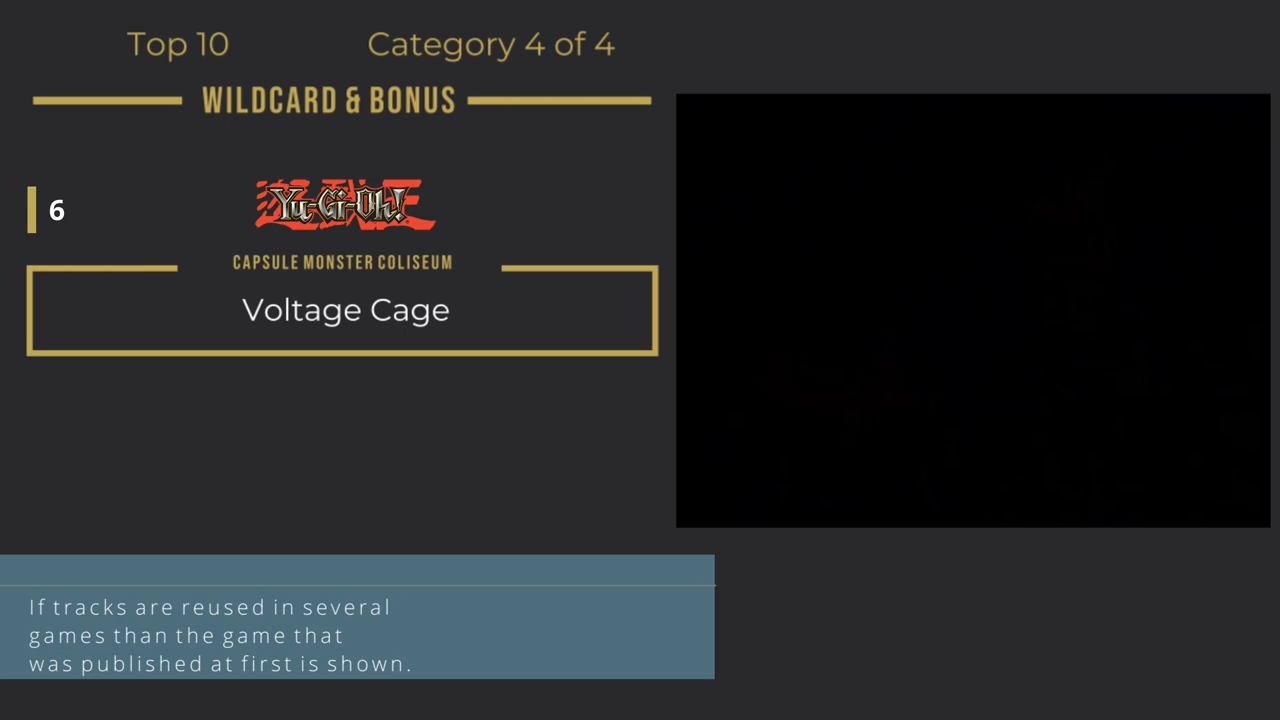 Top 10 Category 4 of 4
WILDCARD & BONUS
6
Yu-Gi-Oh!
CAPSULE MONSTER COLISEUM
Voltage Cage
If tracks are reused in several
games than the game that
was published at first is shown.